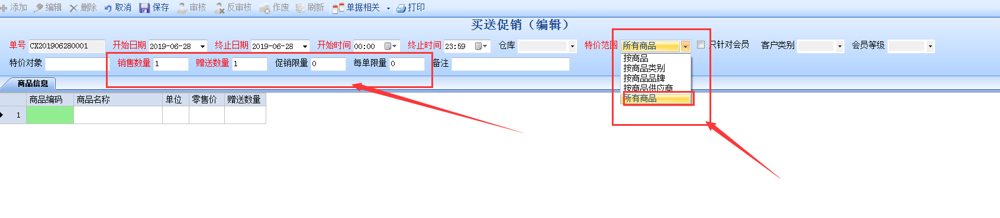 添加 编辑 删除 取消 保存 审核 反审核 作废 刷新 单据相关 打印
买送促销（编辑）
单号 CX201906280001 开始日期 2019-06-28 终止日期 2019-06-28 开始时间 00:00 终止时间 23:59 仓库 特价范围 所有商品 只针对会员 客户类别 会员等级
特价对象 销售数量 1 赠送数量 1 促销限量 0 每单限量 0 备注
按商品
按商品类别
按商品品牌
按商品供应商
所有商品
商品信息
商品编码 商品名称 单位 零售价 赠送数量
1